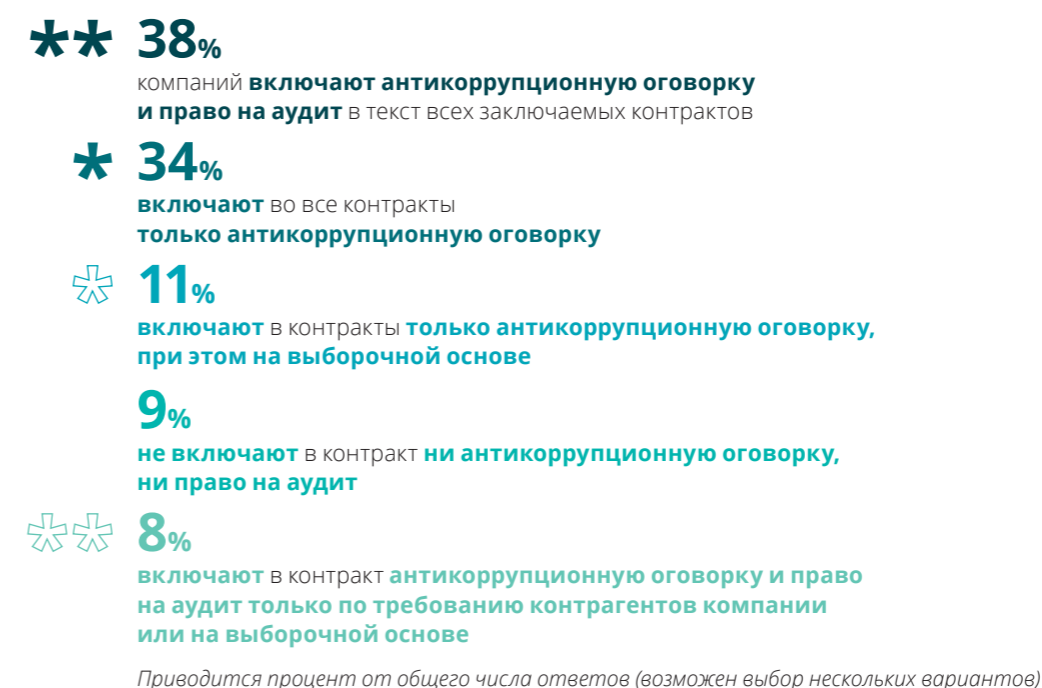 ** 38%
компаний включают антикоррупционную оговорку
и право на аудит в текст всех заключаемых контрактов
* 34%
включают во все контракты
только антикоррупционную оговорку
* 11%
включают в контракты только антикоррупционную оговорку,
при этом на выборочной основе
9%
не включают в контракт ни антикоррупционную оговорку,
ни право на аудит
** 8%
включают в контракт антикоррупционную оговорку и право
на аудит только по требованию контрагентов компании
или на выборочной основе
Приводится процент от общего числа ответов (возможен выбор нескольких вариантов)